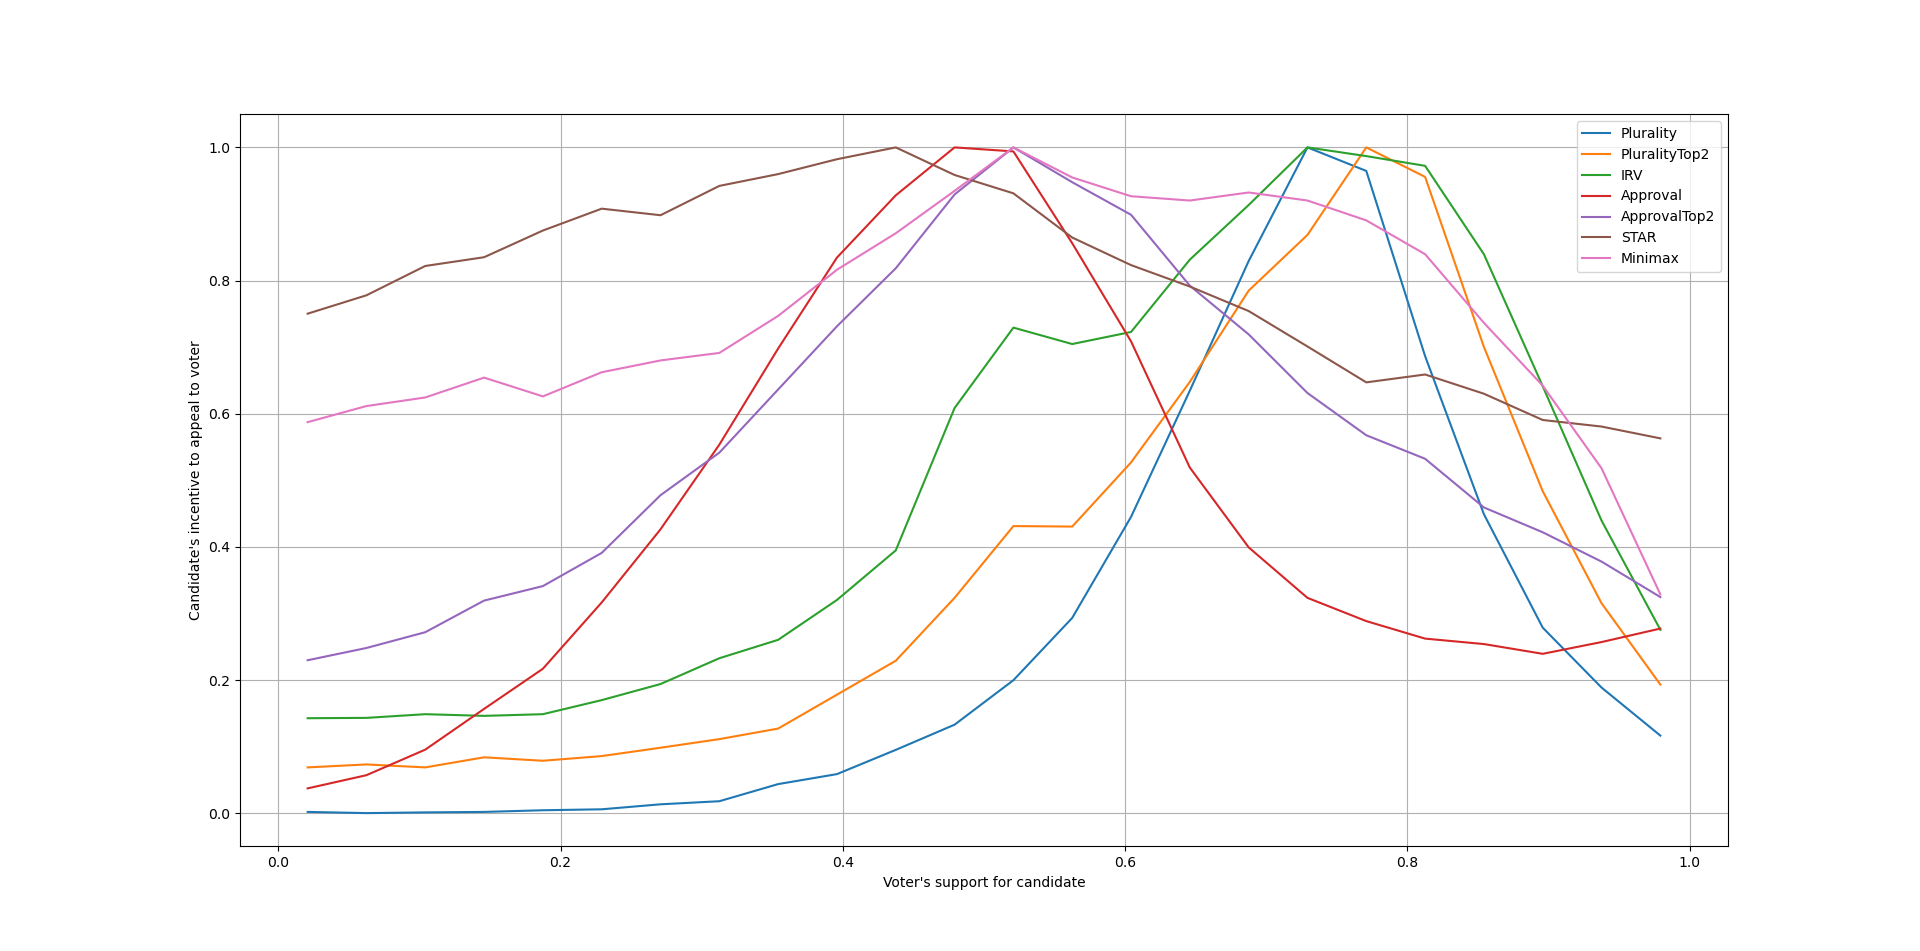 1.0
0.8
0.6
0.4
0.2
0.0
Candidate's incentive to appeal to voter
0.0 0.2 0.4 0.6 0.8 1.0
Voter's support for candidate
Plurality
PluralityTop2
IRV
Approval
ApprovalTop2
STAR
Minimax